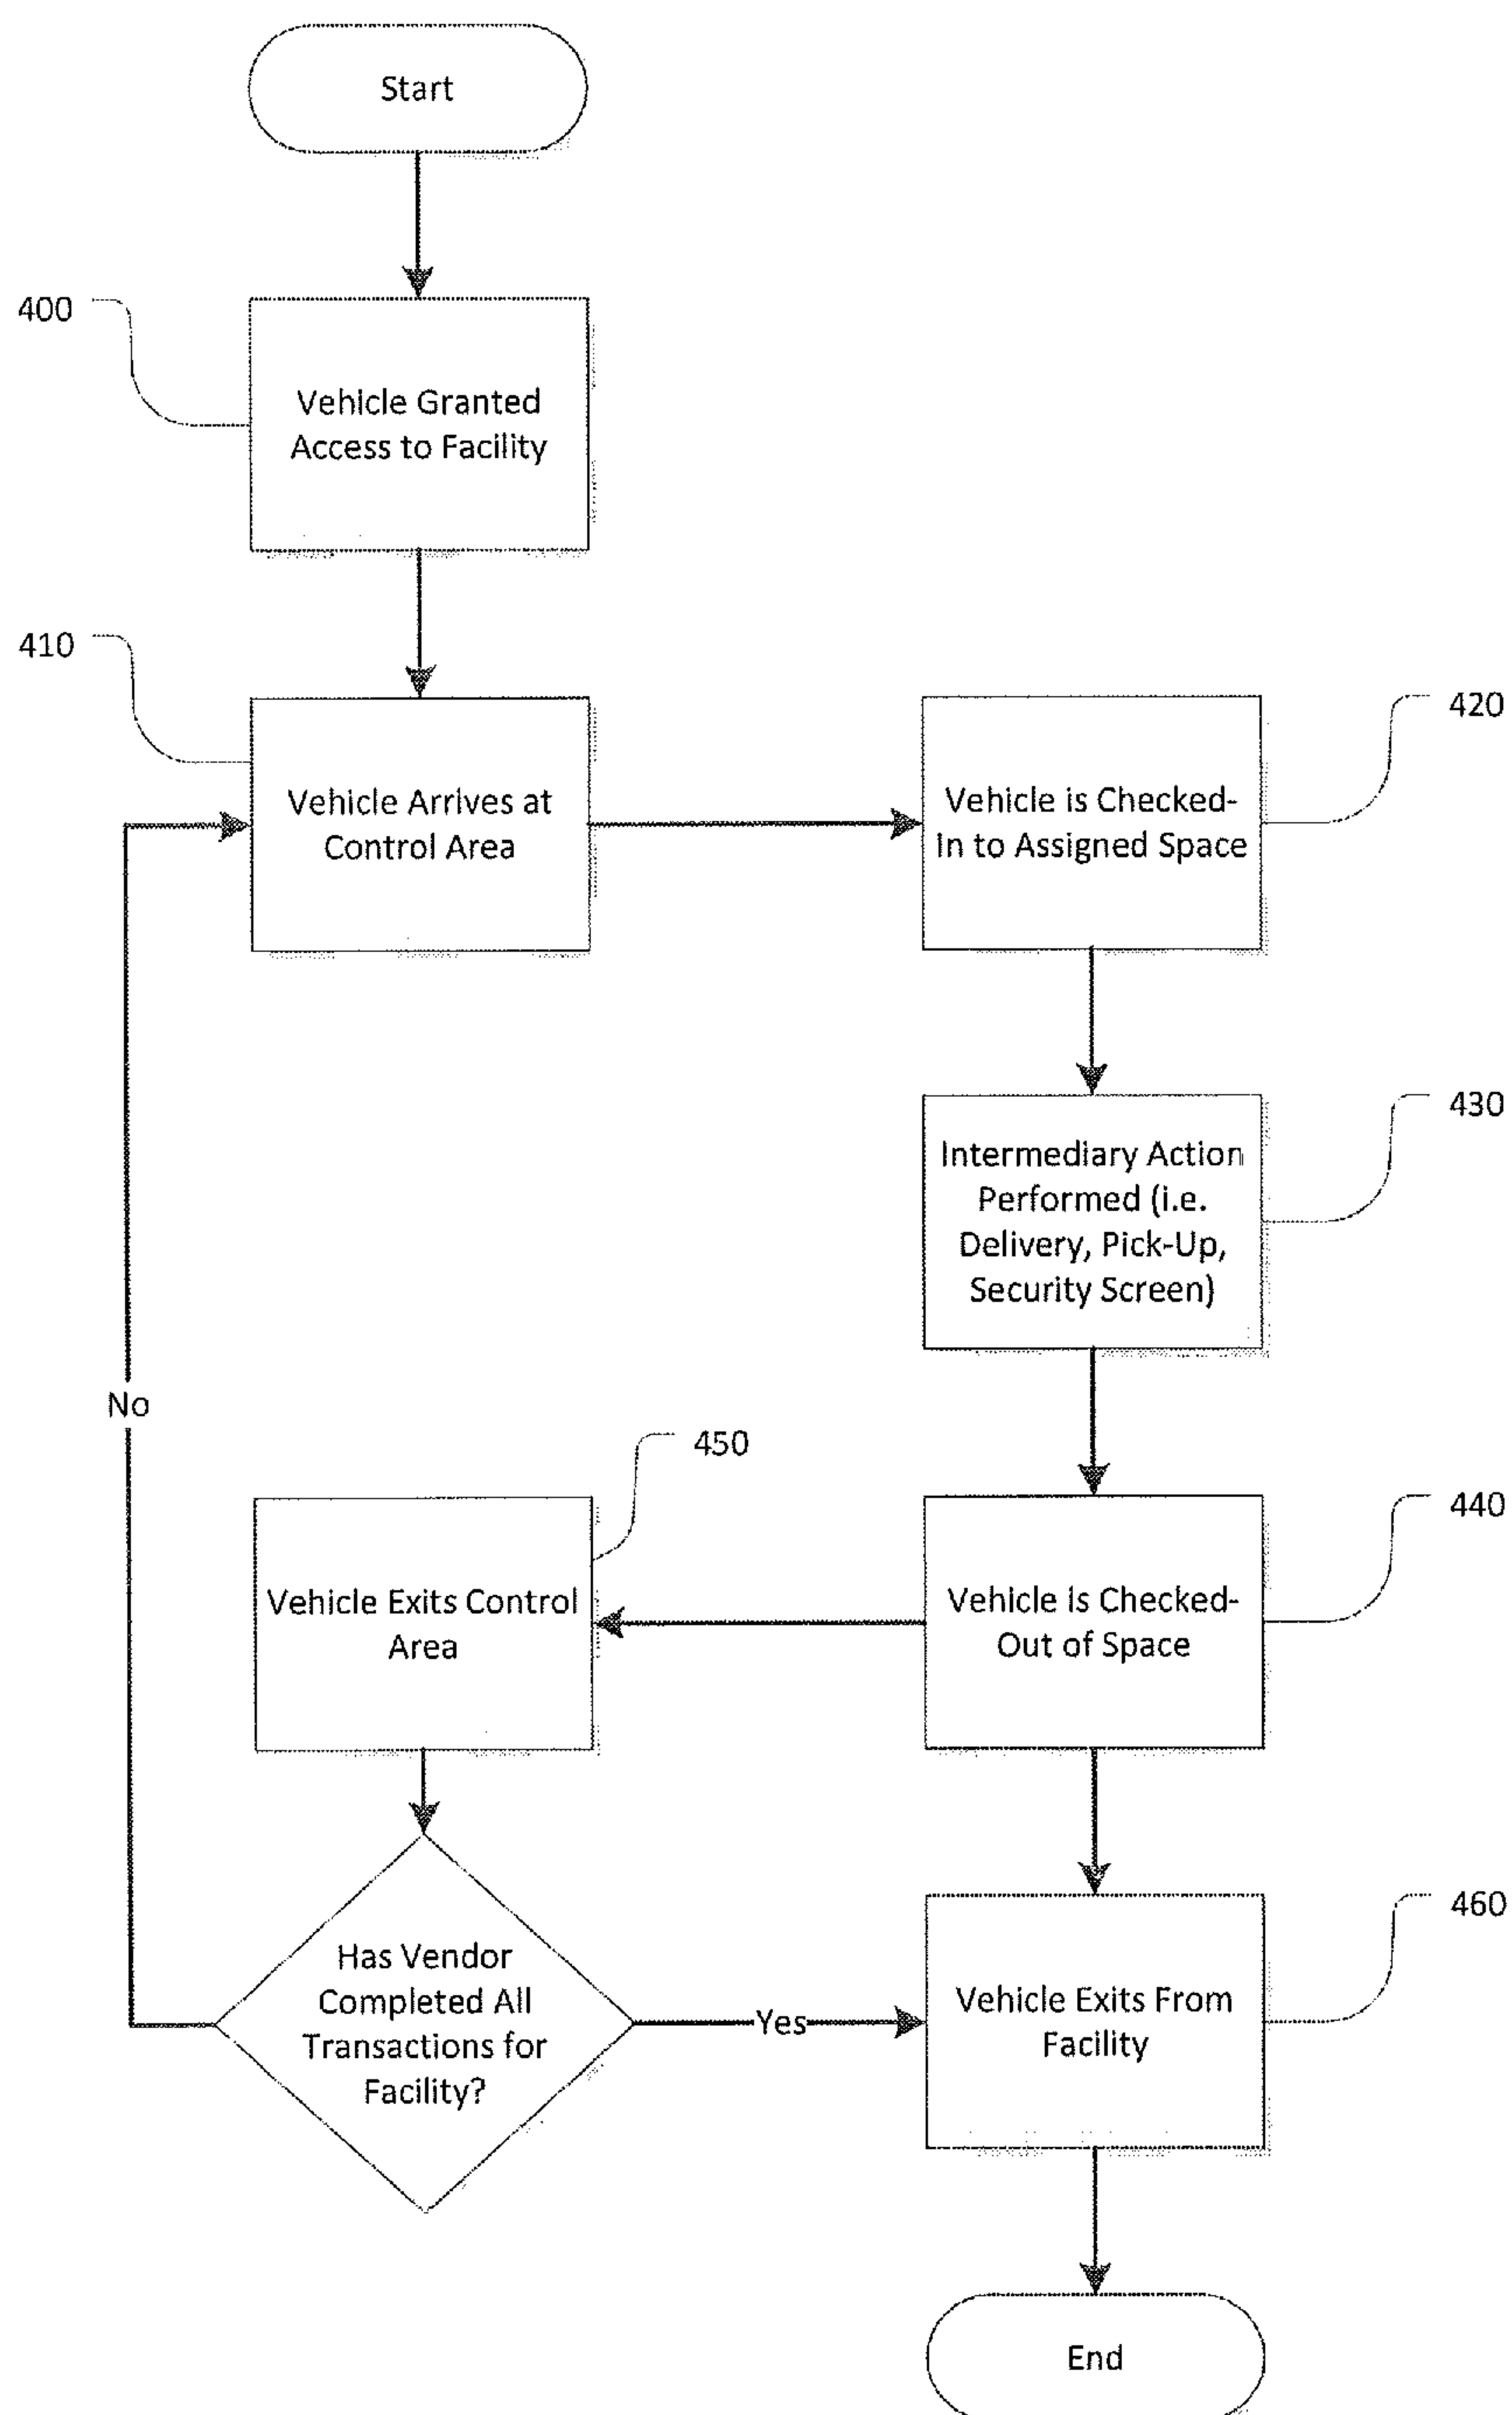 Start
400
Vehicle Granted
Access to Facility
410
Vehicle Arrives at
Control Area
420
Vehicle is Checked-
In to Assigned Space
430
Intermediary Action
Performed (i.e.
Delivery, Pick-Up,
Security Screen)
440
Vehicle is Checked-
Out of Space
450
Vehicle Exits Control
Area
No
Has Vendor
Completed All
Transactions for
Facility?
Yes
460
Vehicle Exits From
Facility
End